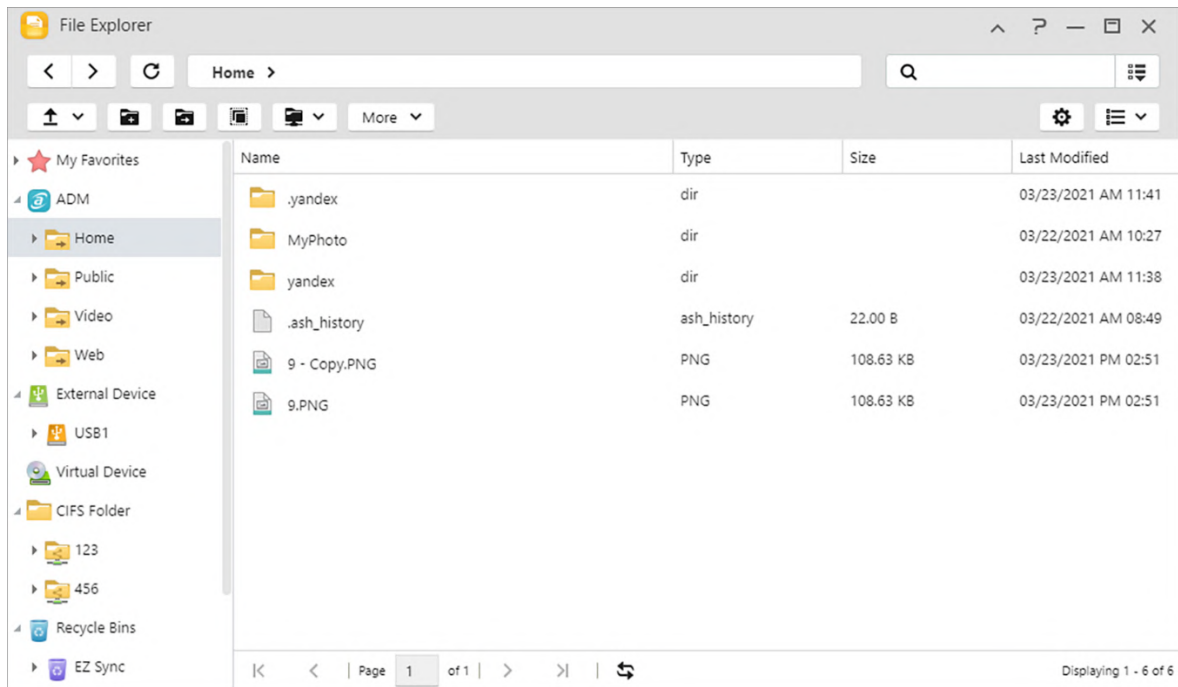 File Explorer
Home >
More
My Favorites
ADM
Home
Public
Video
Web
External Device
USB1
Virtual Device
CIFS Folder
123
456
Recycle Bins
EZ Sync
Name Type Size Last Modified
.yandex dir 03/23/2021 AM 11:41
MyPhoto dir 03/22/2021 AM 10:27
yandex dir 03/23/2021 AM 11:38
.ash_history ash_history 22.00 B 03/22/2021 AM 08:49
9 - Copy.PNG PNG 108.63 KB 03/23/2021 PM 02:51
9.PNG PNG 108.63 KB 03/23/2021 PM 02:51
Page 1 of 1 Displaying 1 - 6 of 6